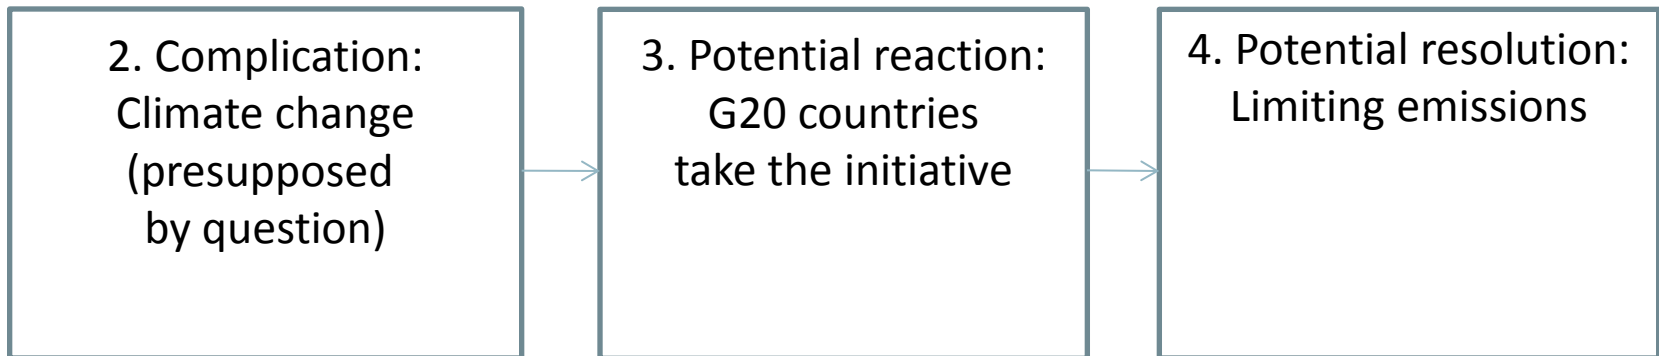 2. Complication:
Climate change
(presupposed
by question)
3. Potential reaction:
G20 countries
take the initiative
4. Potential resolution:
Limiting emissions